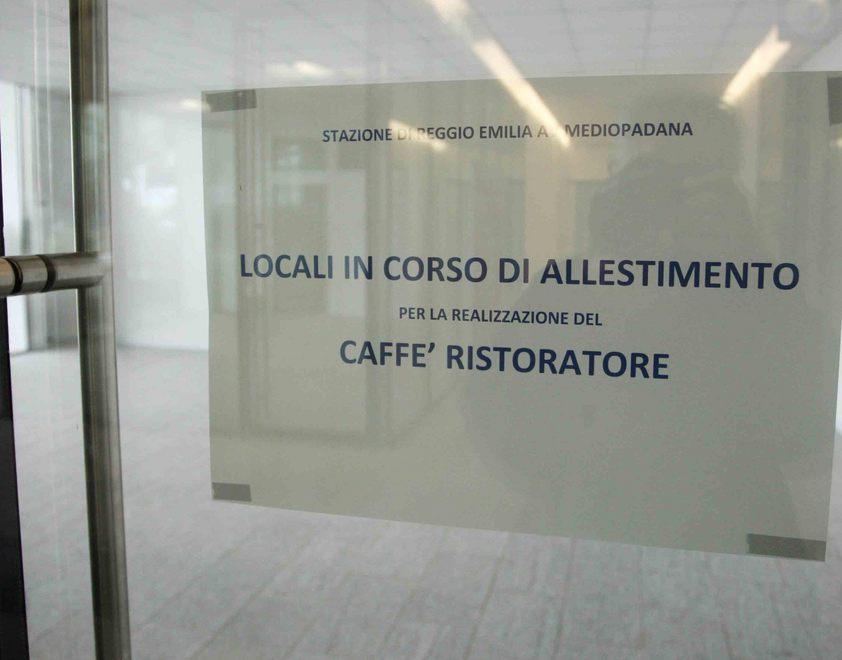 STAZIONE DI REGGIO EMILIA MEDIOPADANA
LOCALI IN CORSO DI ALLESTIMENTO
PER LA REALIZZAZIONE DEL
CAFFE’ RISTORATORE